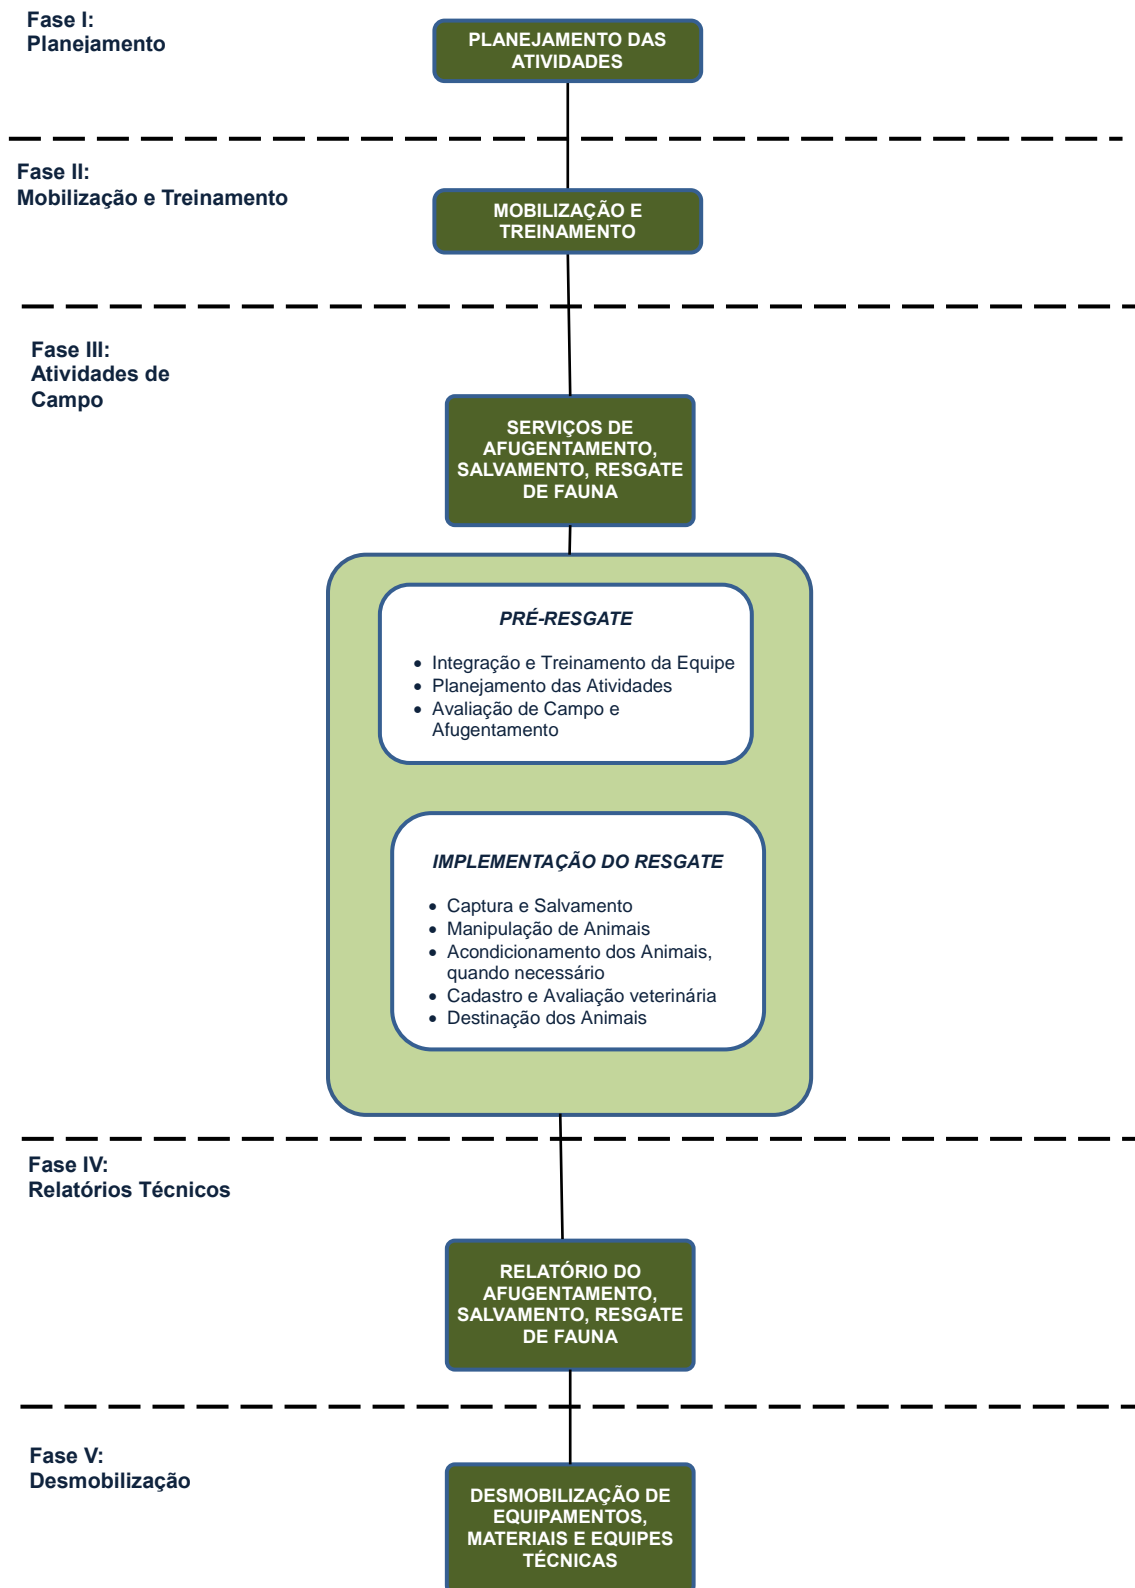 Fase I:
Planejamento
PLANEJAMENTO DAS
ATIVIDADES
Fase II:
Mobilização e Treinamento
MOBILIZAÇÃO E
TREINAMENTO
Fase III:
Atividades de
Campo
SERVIÇOS DE
AFUGENTAMENTO,
SALVAMENTO, RESGATE
DE FAUNA
PRÉ-RESGATE
• Integração e Treinamento da Equipe
• Planejamento das Atividades
• Avaliação de Campo e
Afugentamento
IMPLEMENTAÇÃO DO RESGATE
• Captura e Salvamento
• Manipulação de Animais
• Acondicionamento dos Animais,
quando necessário
• Cadastro e Avaliação veterinária
• Destinação dos Animais
Fase IV:
Relatórios Técnicos
RELATÓRIO DO
AFUGENTAMENTO,
SALVAMENTO, RESGATE
DE FAUNA
Fase V:
Desmobilização
DESMOBILIZAÇÃO DE
EQUIPAMENTOS,
MATERIAIS E EQUIPES
TÉCNICAS